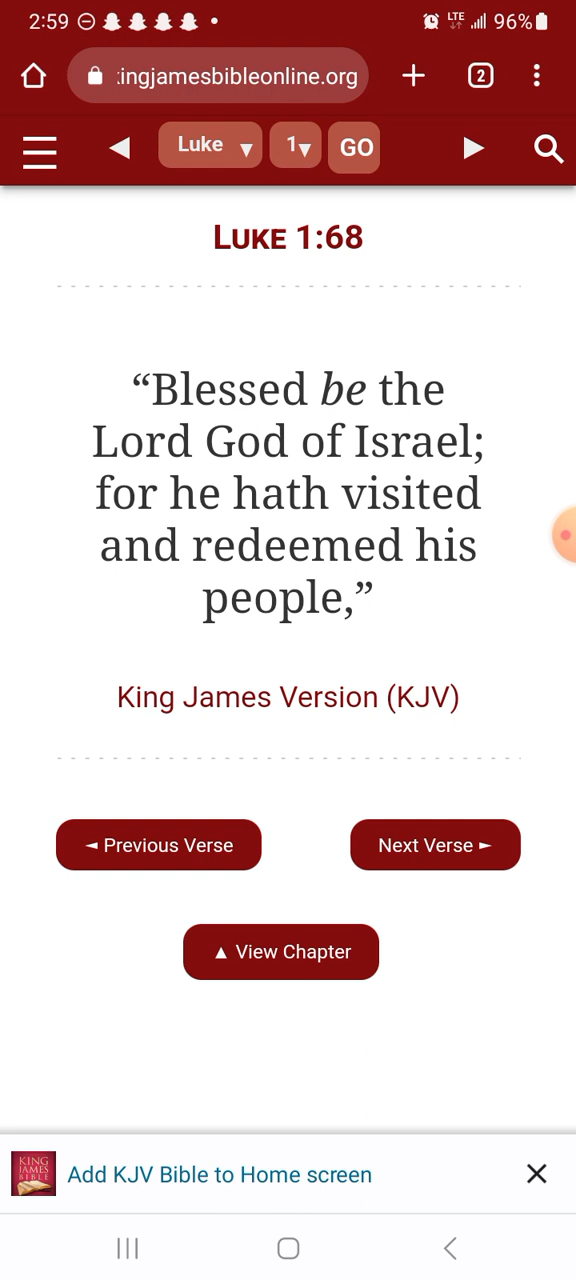 2:59
LTE
96%
:ingjamesbibleonline.org
2
Luke ▼ 1▼ GO
LUKE 1:68
“Blessed be the
Lord God of Israel;
for he hath visited
and redeemed his
people,”
King James Version (KJV)
◄ Previous Verse
Next Verse ►
▲ View Chapter
KING
JAMES
BIBLE
Add KJV Bible to Home screen